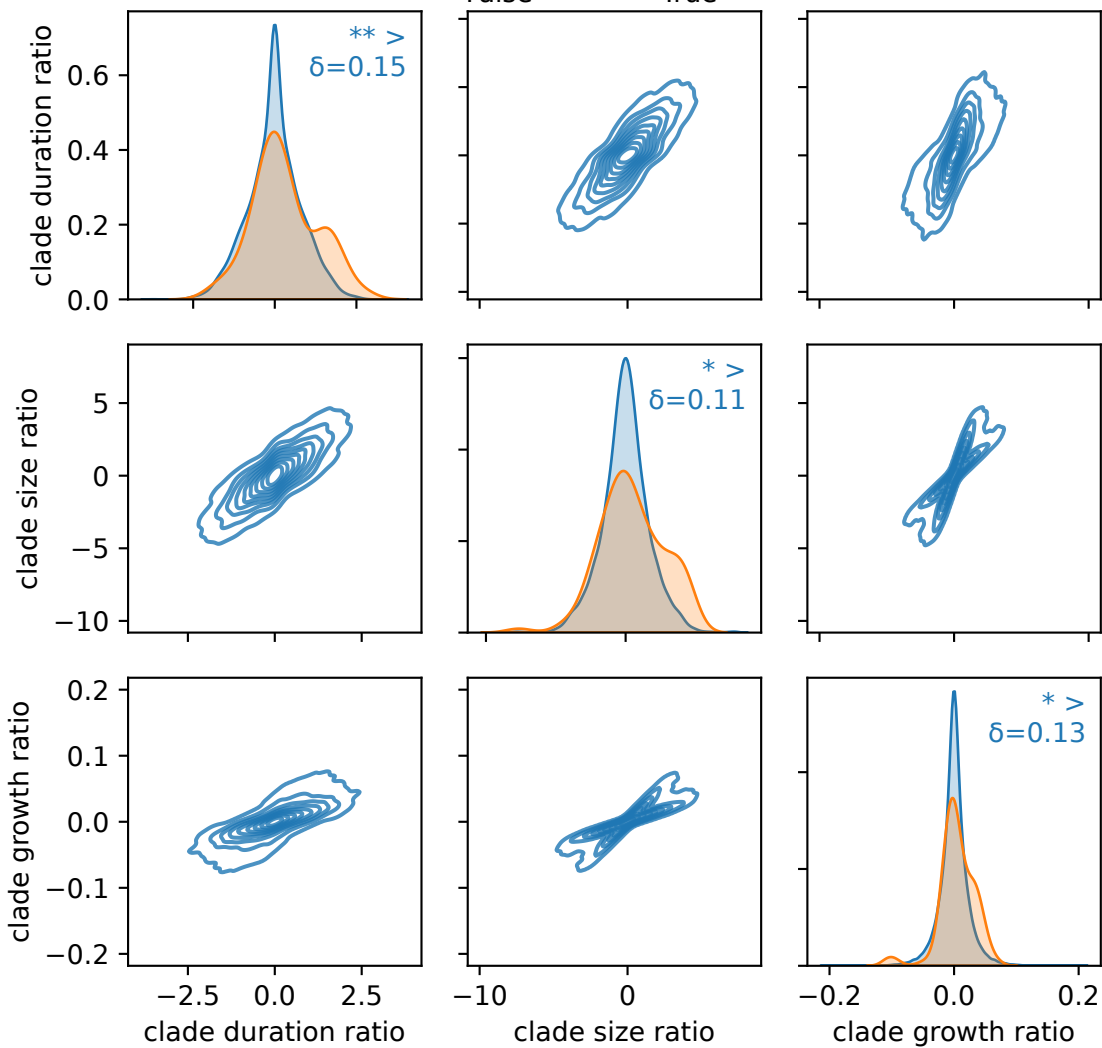 True
** >
δ=0.15
clade duration ratio
0.6
0.4
0.2
0.0
* >
δ=0.11
clade size ratio
5
0
−5
−10
* >
δ=0.13
clade growth ratio
0.2
0.1
0.0
−0.1
−0.2
−2.5 0.0 2.5
−10 0
−0.2 0.0 0.2
clade duration ratio
clade size ratio
clade growth ratio